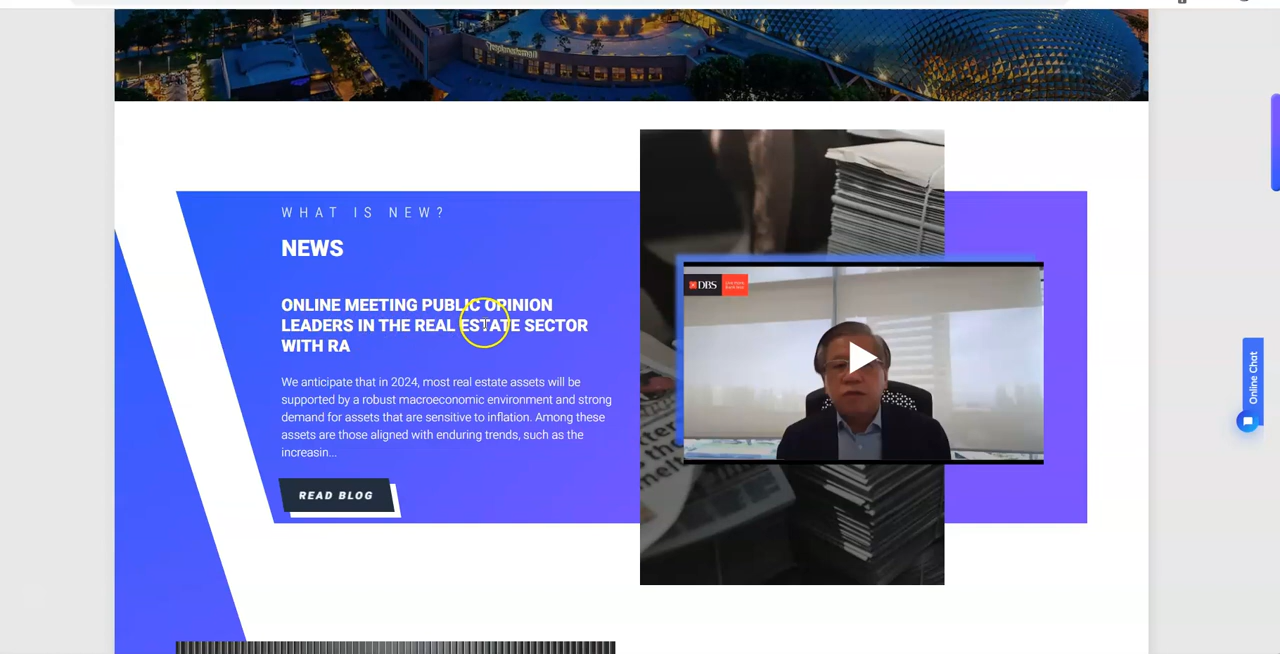 esplanade mall
WHAT IS NEW?
NEWS
ONLINE MEETING PUBLIC OPINION
LEADERS IN THE REAL ESTATE SECTOR
WITH RA
We anticipate that in 2024, most real estate assets will be
supported by a robust macroeconomic environment and strong
demand for assets that are sensitive to inflation. Among these
assets are those aligned with enduring trends, such as the
increasin...
READ BLOG
DBS
Online Chat